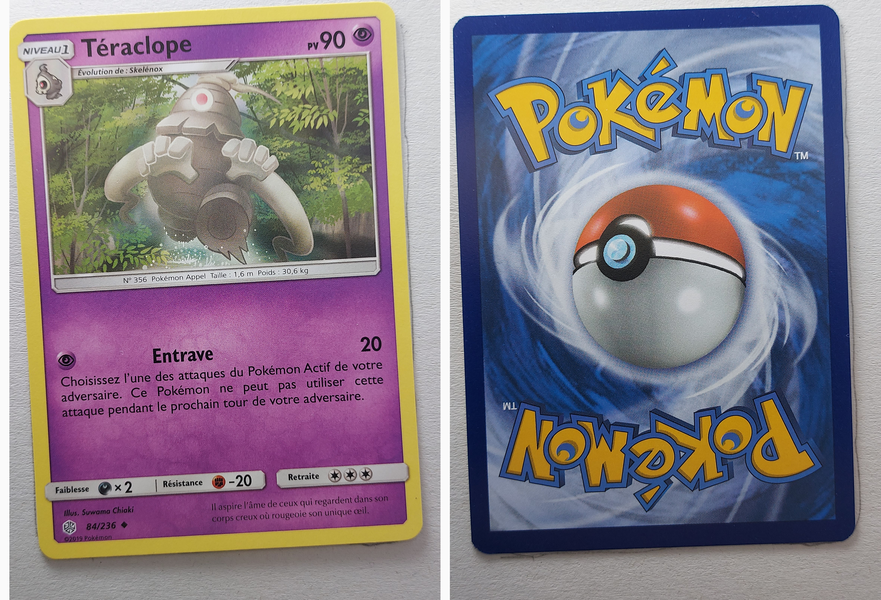 NIVEAU 1 Téraclope PV 90
Évolution de : Skelénox
N° 356 Pokémon Appel Taille : 1,6 m Poids : 30,6 kg
Entrave 20
Choisissez l'une des attaques du Pokémon Actif de votre
adversaire. Ce Pokémon ne peut pas utiliser cette
attaque pendant le prochain tour de votre adversaire.
Faiblesse ×2 Résistance -20 Retraite
Illus. Suwama Chiaki
84/236
©2019 Pokémon
Il aspire l'âme de ceux qui regardent dans son
corps creux où rougeoie son unique œil.
POKéMON
TM
TM
POKéMON